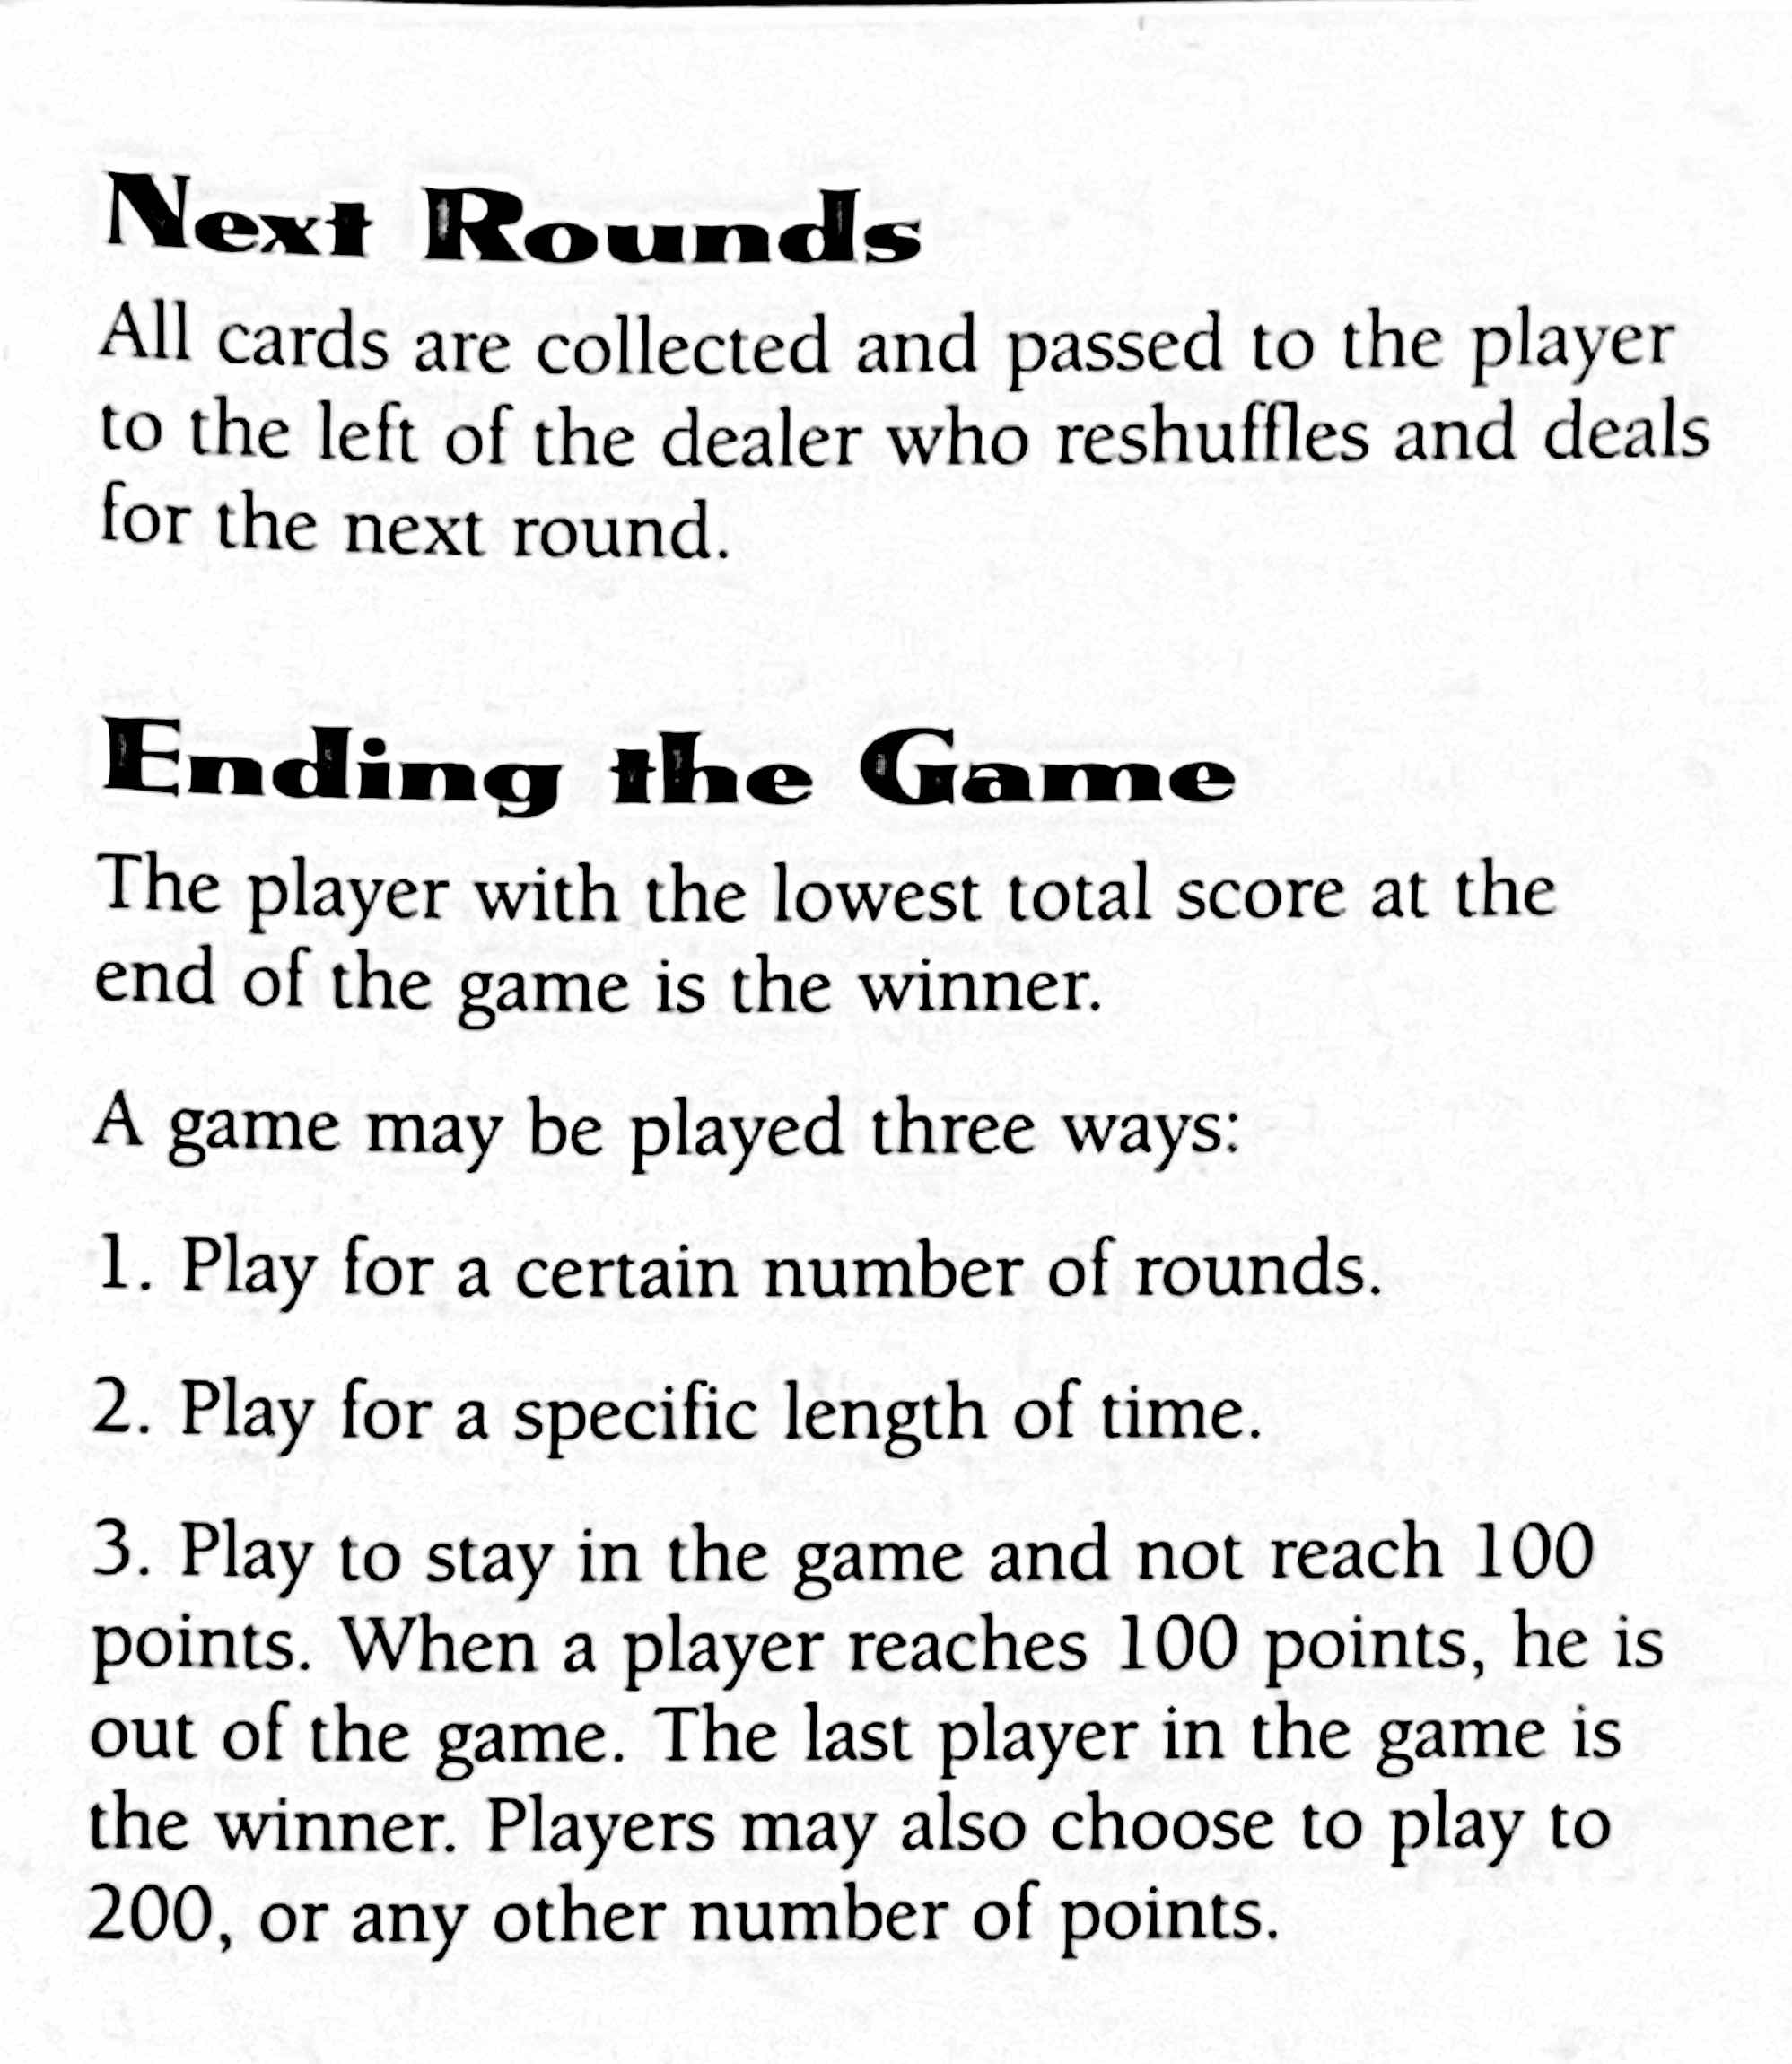 Next Rounds
All cards are collected and passed to the player
to the left of the dealer who reshuffles and deals
for the next round.
Ending the Game
The player with the lowest total score at the
end of the game is the winner.
A game may be played three ways:
1. Play for a certain number of rounds.
2. Play for a specific length of time.
3. Play to stay in the game and not reach 100
points. When a player reaches 100 points, he is
out of the game. The last player in the game is
the winner. Players may also choose to play to
200, or any other number of points.